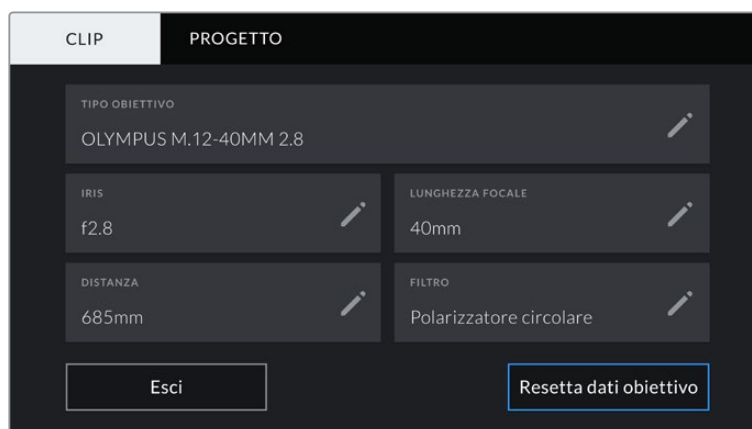 CLIP PROGETTO
TIPO OBIETTIVO
OLYMPUS M.12-40MM 2.8
IRIS
f2.8
LUNGHEZZA FOCALE
40mm
DISTANZA
685mm
FILTRO
Polarizzatore circolare
Esci
Resetta dati obiettivo